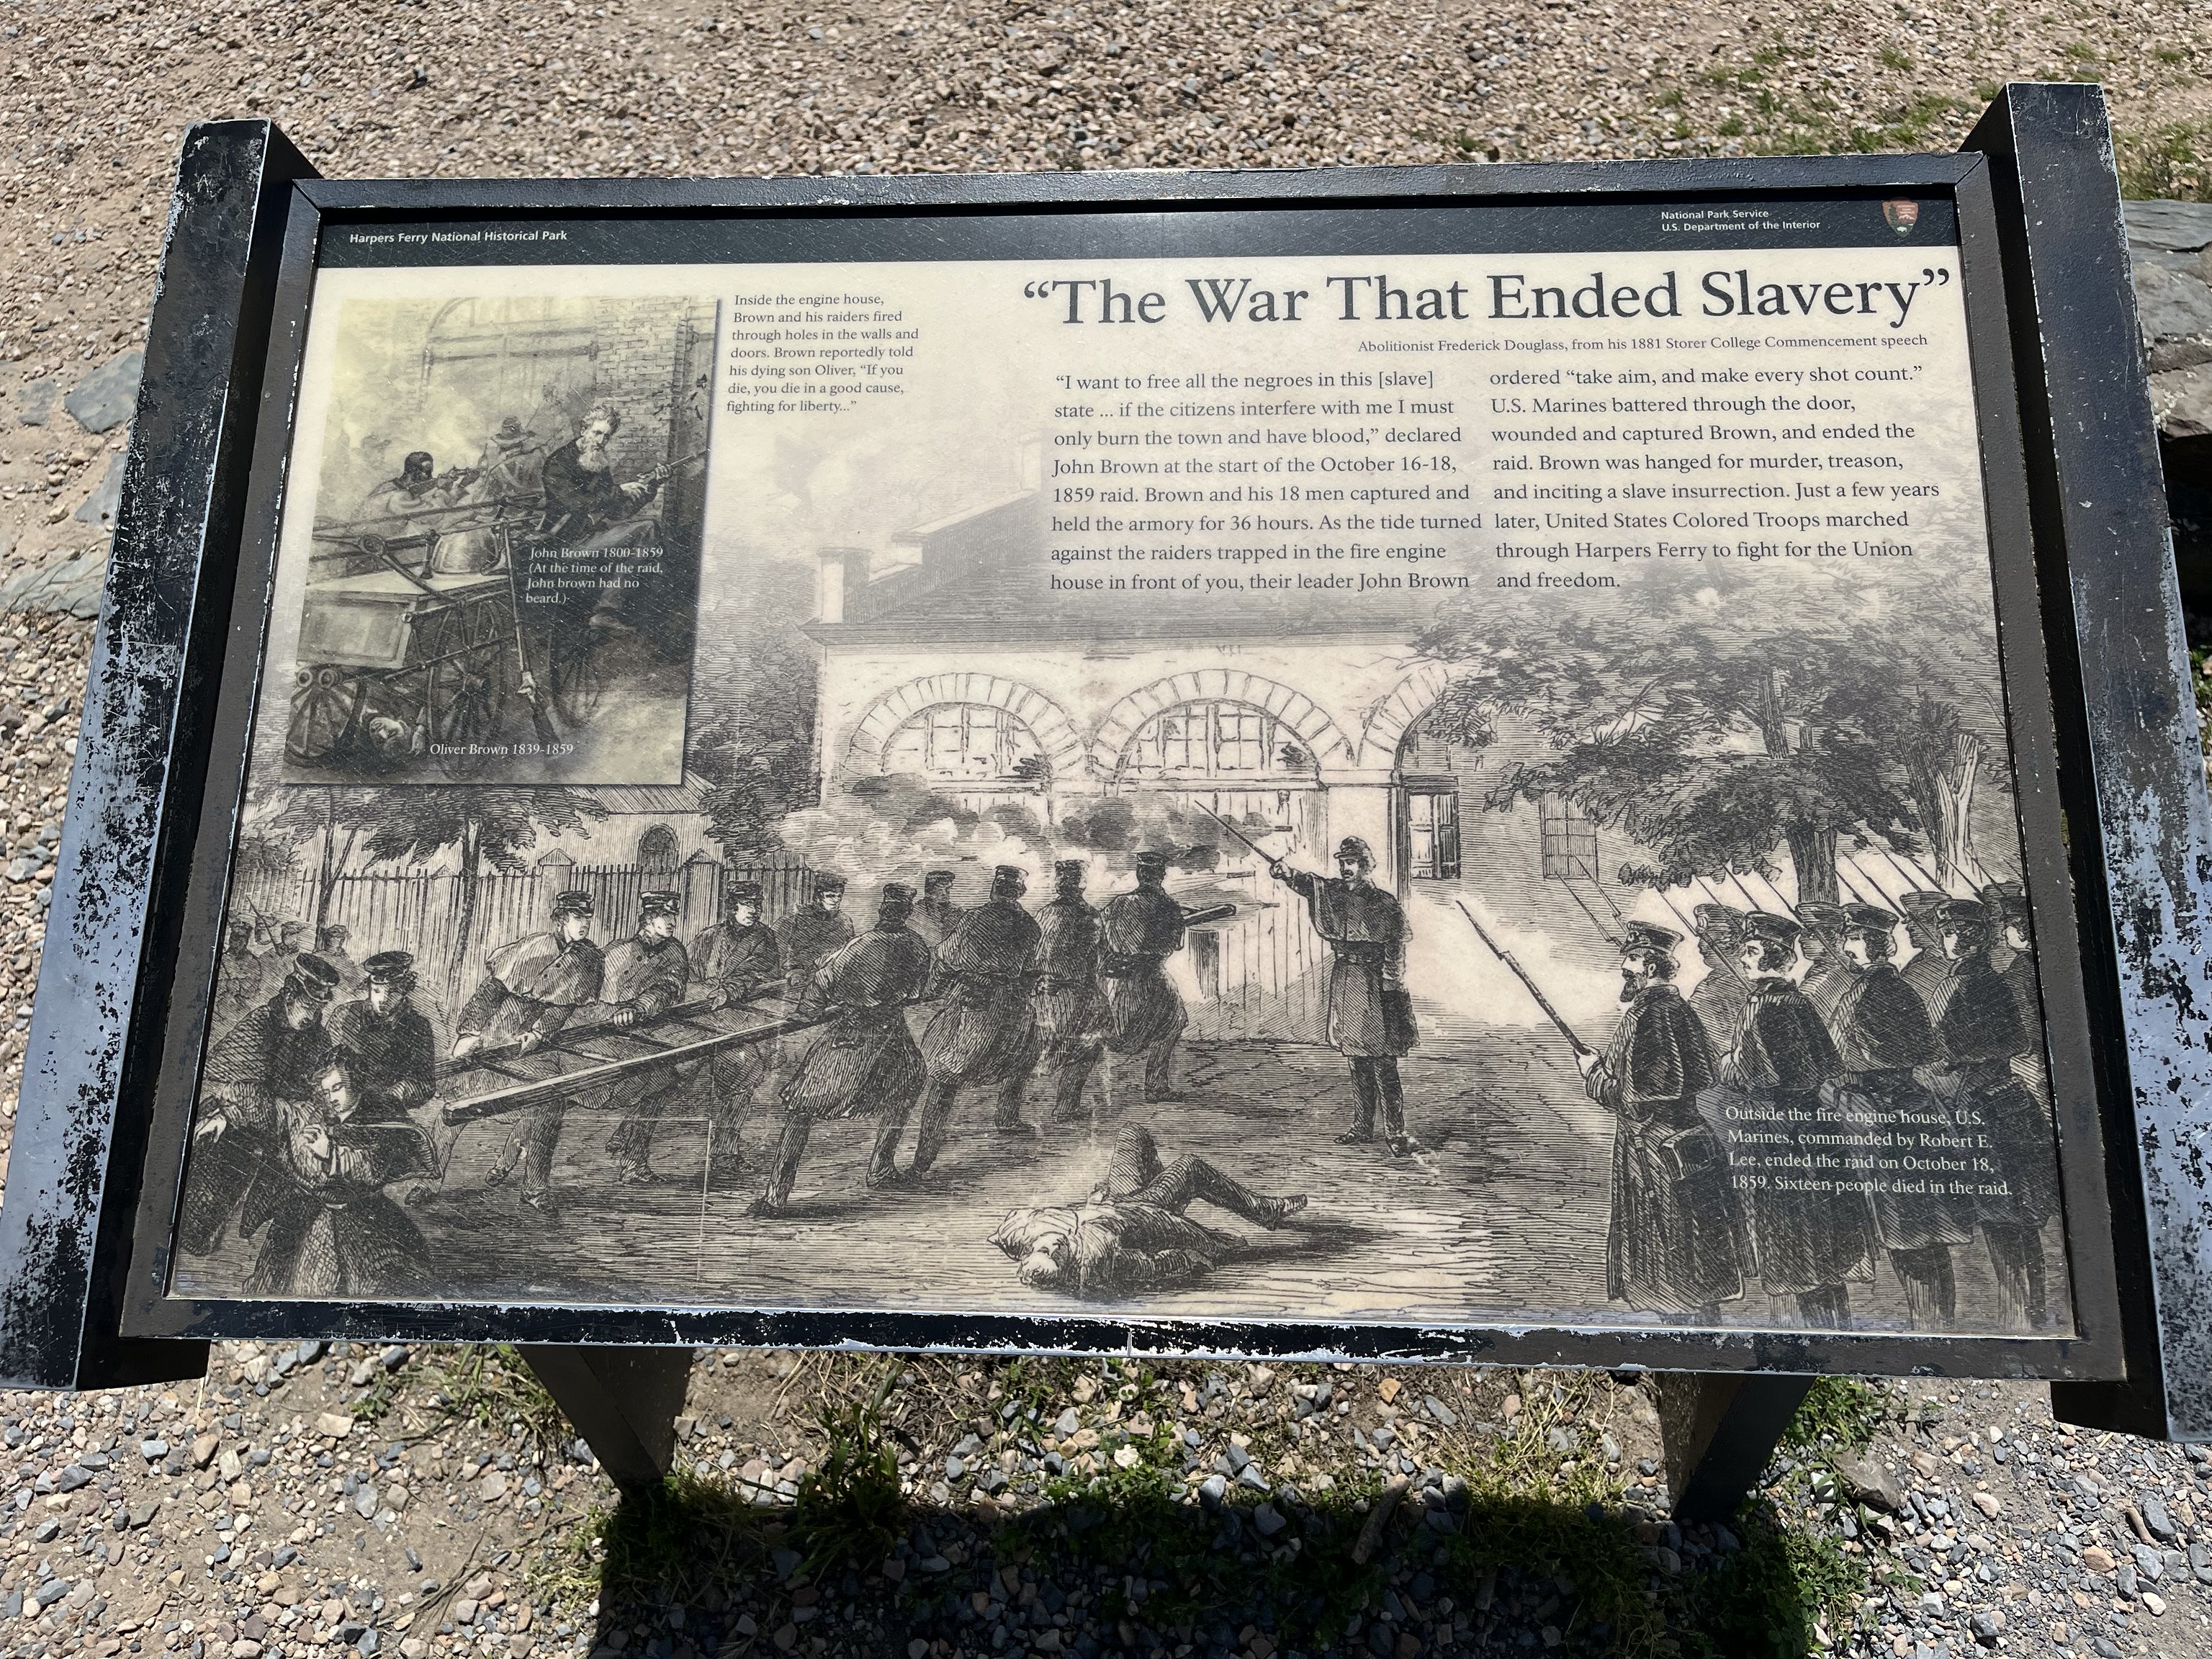 Harpers Ferry National Historical Park
National Park Service
U.S. Department of the Interior
Inside the engine house,
Brown and his raiders fired
through holes in the walls and
doors. Brown reportedly told
his dying son Oliver, “If you
die, you die in a good cause,
fighting for liberty...”
John Brown 1800-1859
(At the time of the raid,
John brown had no
beard.)
Oliver Brown 1839-1859
“The War That Ended Slavery”
Abolitionist Frederick Douglass, from his 1881 Storer College Commencement speech
“I want to free all the negroes in this [slave]
state ... if the citizens interfere with me I must
only burn the town and have blood,” declared
John Brown at the start of the October 16-18,
1859 raid. Brown and his 18 men captured and
held the armory for 36 hours. As the tide turned
against the raiders trapped in the fire engine
house in front of you, their leader John Brown
ordered “take aim, and make every shot count.”
U.S. Marines battered through the door,
wounded and captured Brown, and ended the
raid. Brown was hanged for murder, treason,
and inciting a slave insurrection. Just a few years
later, United States Colored Troops marched
through Harpers Ferry to fight for the Union
and freedom.
Outside the fire engine house, U.S.
Marines, commanded by Robert E.
Lee, ended the raid on October 18,
1859. Sixteen people died in the raid.